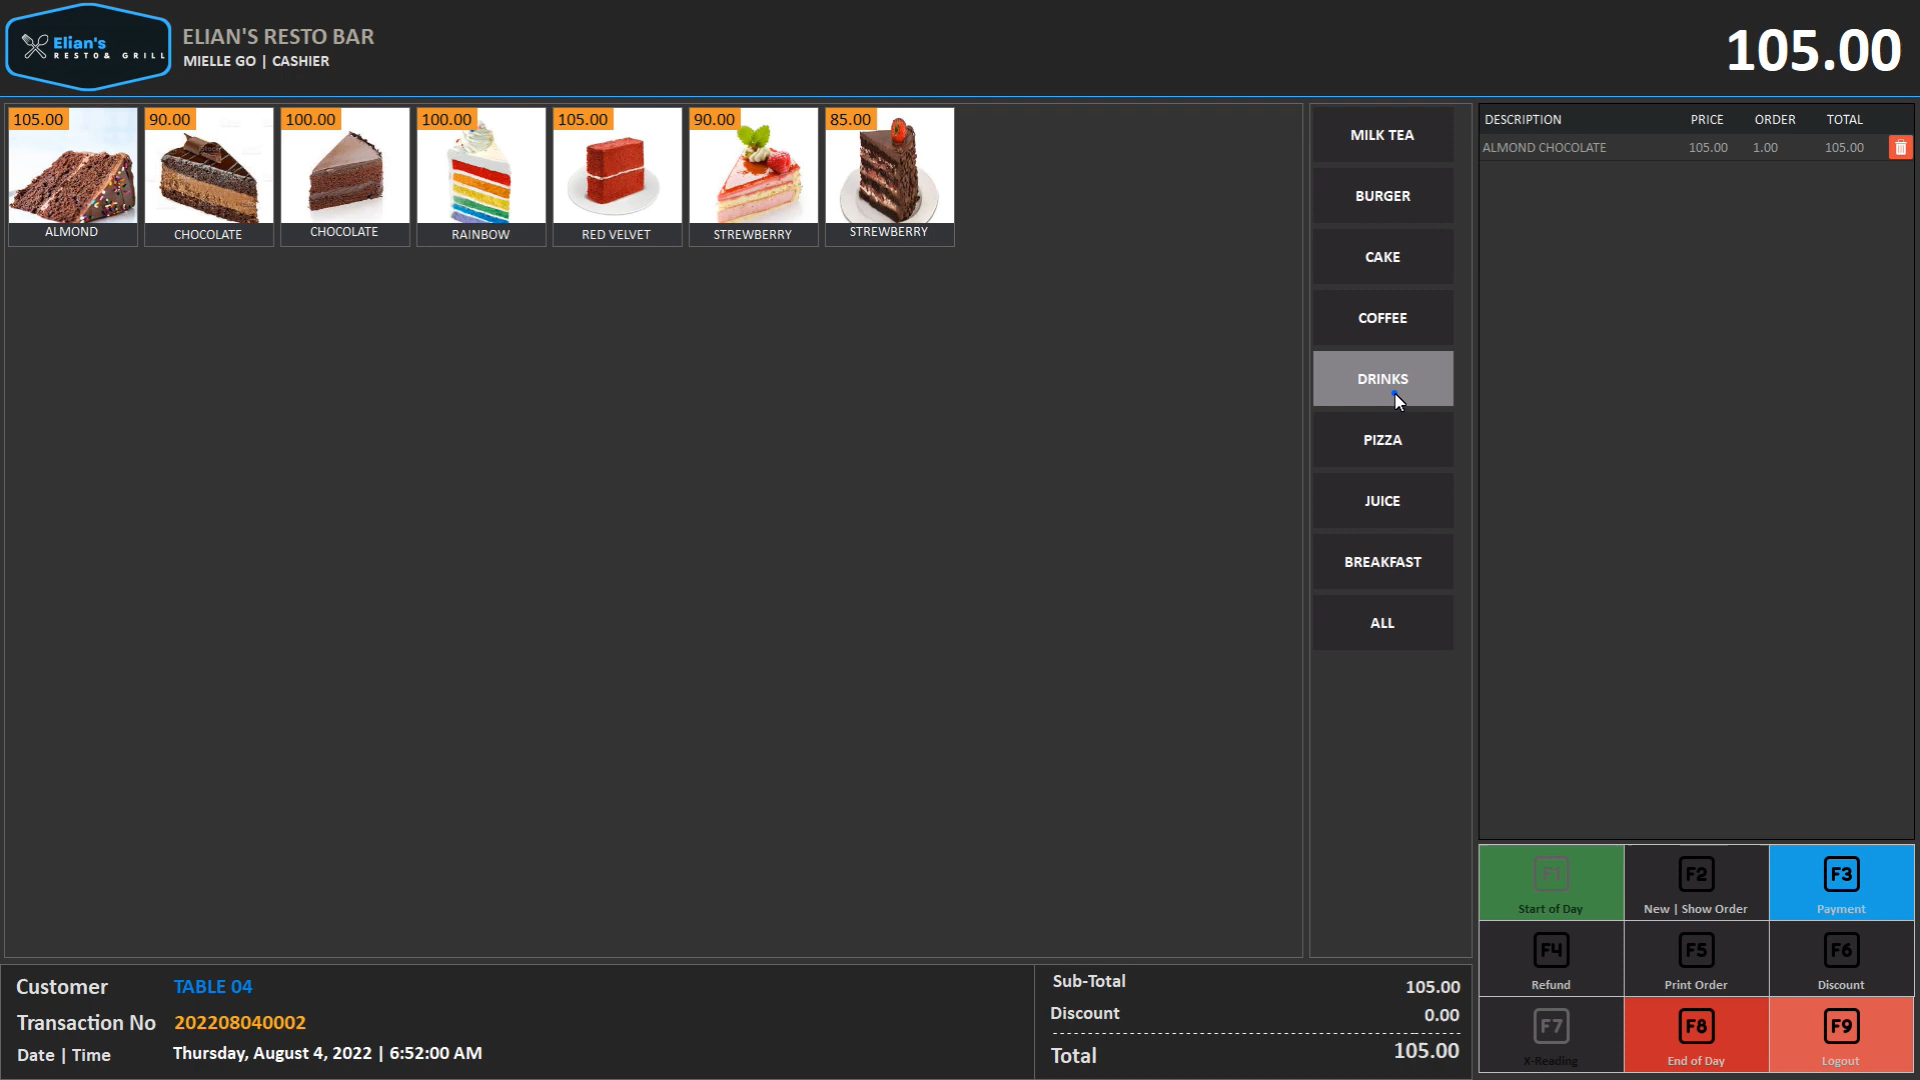 Elian's
RESTO & GRILL
ELIAN'S RESTO BAR
MIELLE GO | CASHIER
105.00
105.00
90.00
100.00
100.00
105.00
90.00
85.00
ALMOND
CHOCOLATE
CHOCOLATE
RAINBOW
RED VELVET
STREWBERRY
STREWBERRY
MILK TEA
BURGER
CAKE
COFFEE
DRINKS
PIZZA
JUICE
BREAKFAST
ALL
DESCRIPTION PRICE ORDER TOTAL
ALMOND CHOCOLATE 105.00 1.00 105.00
F1
Start of Day
F2
New | Show Order
F3
Payment
F4
Refund
F5
Print Order
F6
Discount
F7
X-Reading
F8
End of Day
F9
Logout
Customer TABLE 04
Transaction No 202208040002
Date | Time Thursday, August 4, 2022 | 6:52:00 AM
Sub-Total 105.00
Discount 0.00
Total 105.00